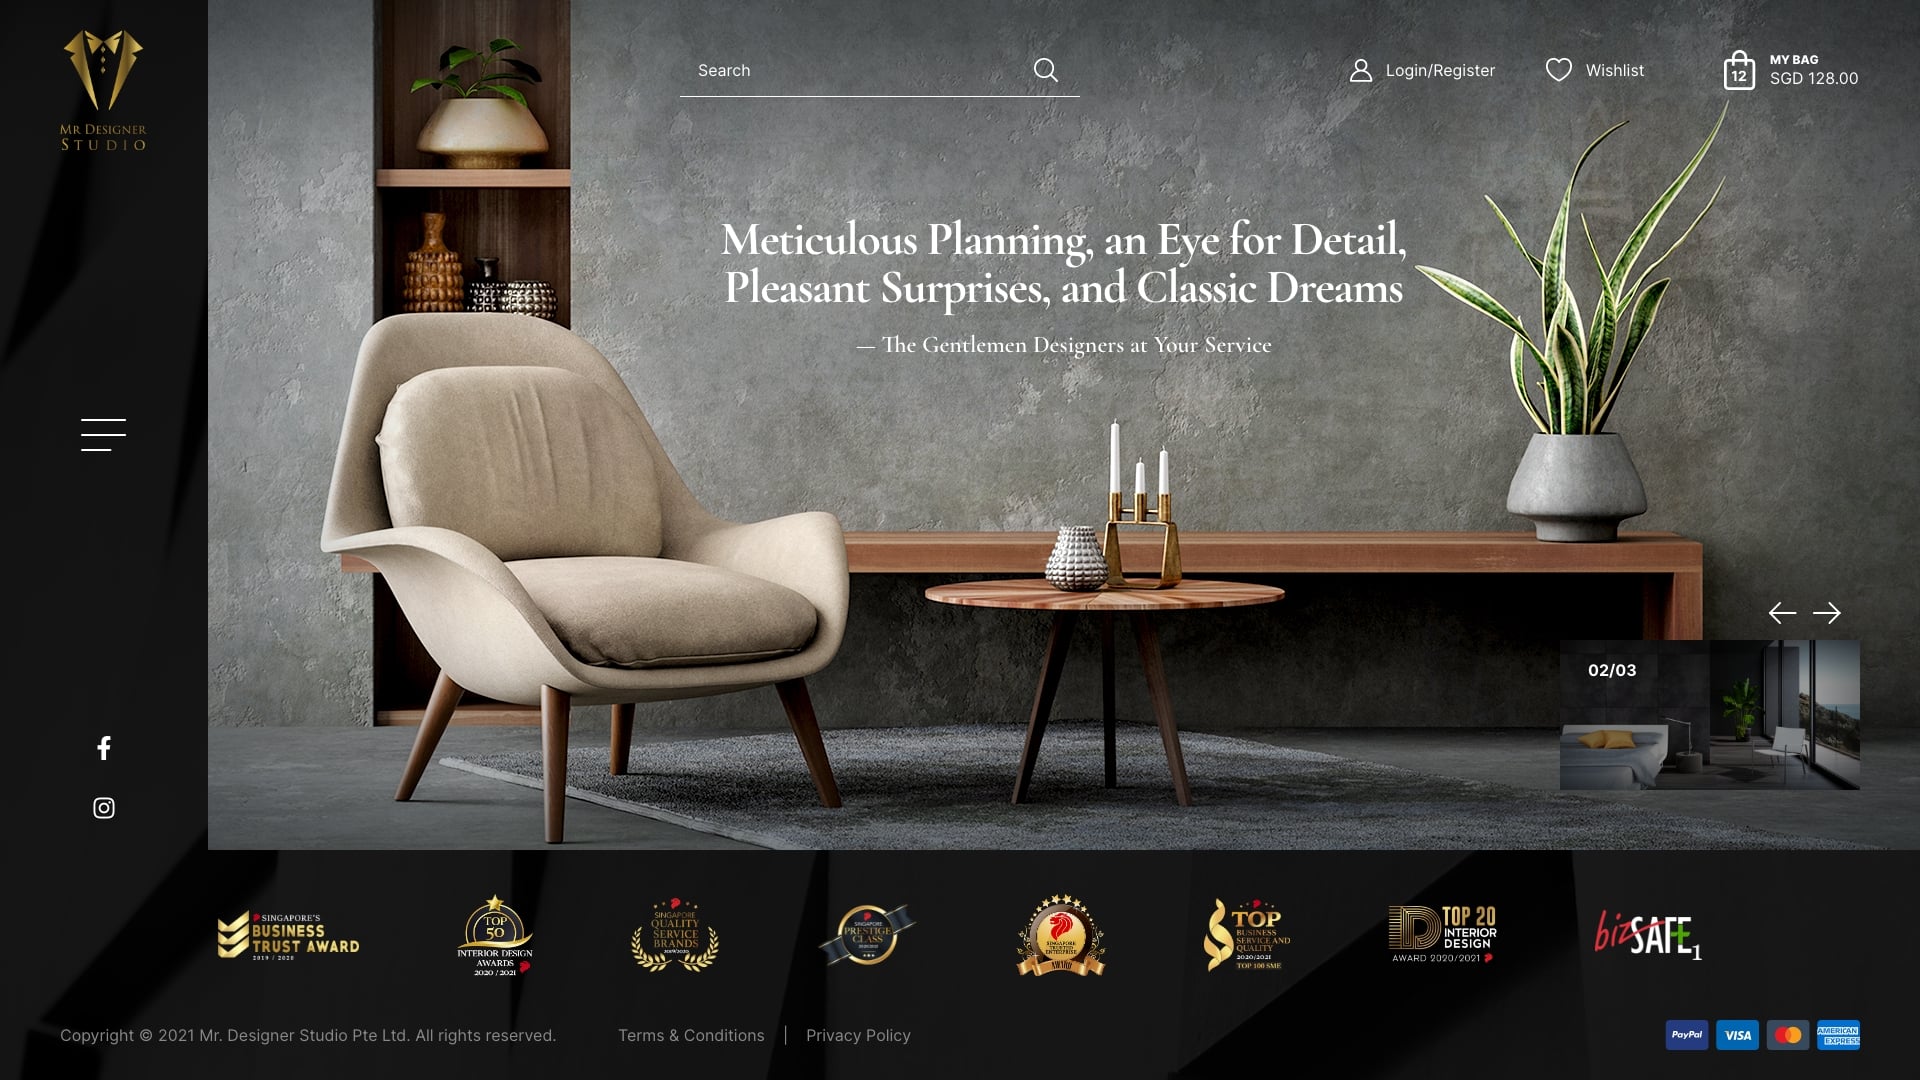 MR DESIGNER
STUDIO
Search
Login/Register
Wishlist
12
MY BAG
SGD 128.00
Meticulous Planning, an Eye for Detail,
Pleasant Surprises, and Classic Dreams
— The Gentlemen Designers at Your Service
02/03
SINGAPORE'S
BUSINESS
TRUST AWARD
2019 / 2020
TOP
50
INTERIOR DESIGN
AWARDS
2020 / 2021
SINGAPORE
QUALITY
SERVICE
BRANDS
2019/2020
SINGAPORE
PRESTIGE
CLASS
2020/2021
SINGAPORE
TRUSTED
ENTERPRISE
AWARD
TOP
BUSINESS
SERVICE AND
QUALITY
2020/2021
TOP 100 SME
TOP 20
INTERIOR
DESIGN
AWARD 2020/2021
bizSAFE
1
Copyright © 2021 Mr. Designer Studio Pte Ltd. All rights reserved.
Terms & Conditions | Privacy Policy
PayPal
VISA
AMERICAN
EXPRESS